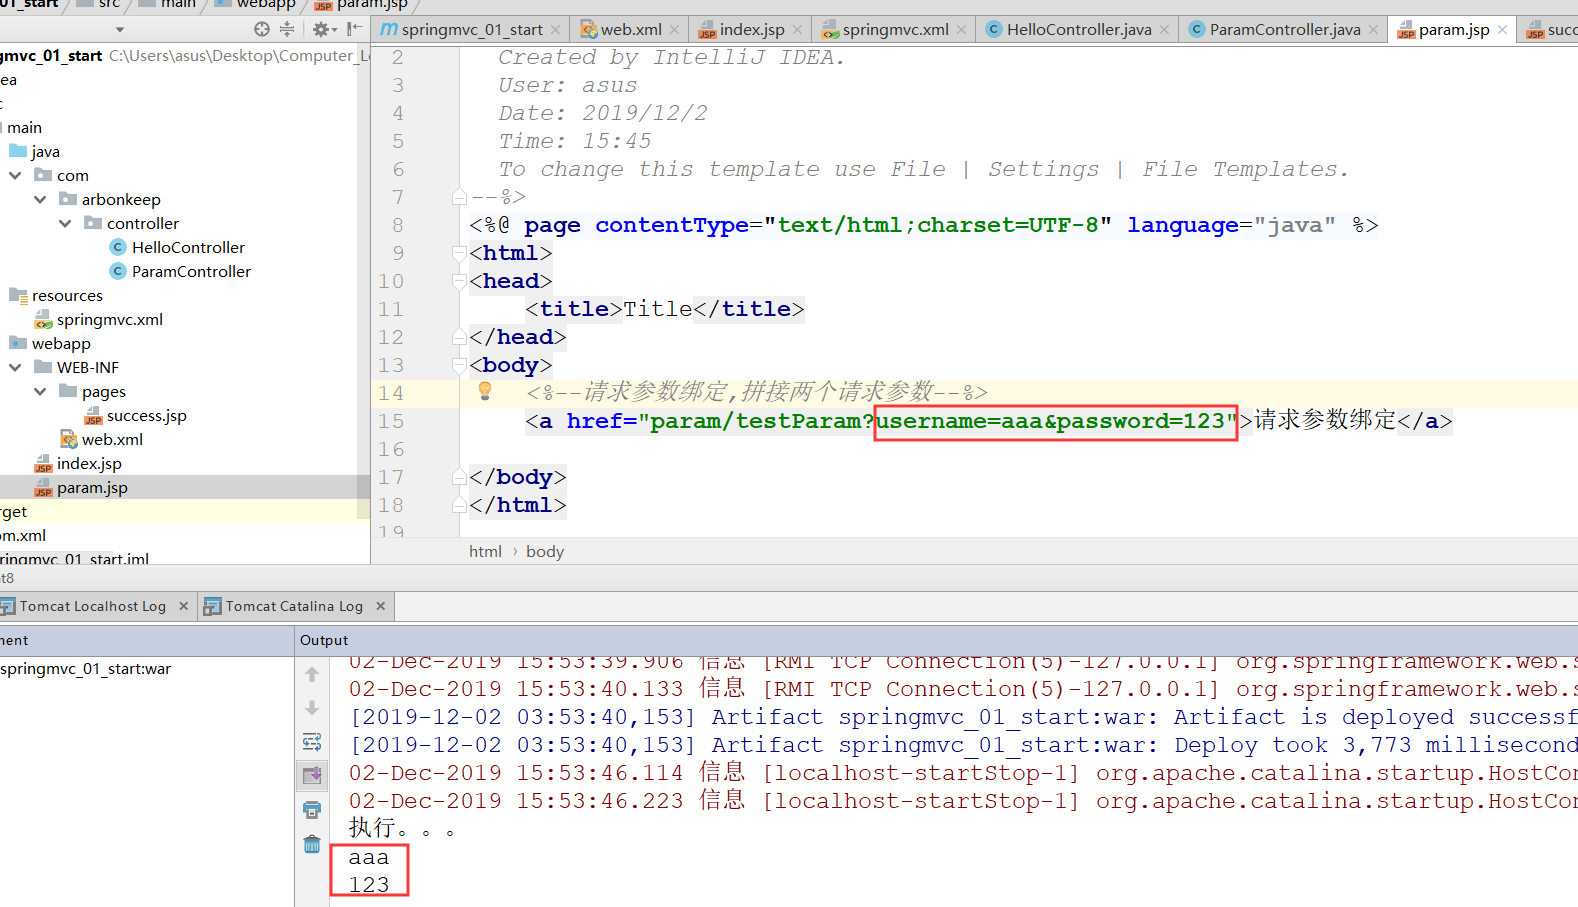 _01_start src main webapp param.jsp
springmvc_01_start web.xml index.jsp springmvc.xml HelloController.java ParamController.java param.jsp succ
gmvc_01_start C:\Users\asus\Desktop\Computer_Le
ea
c
main
java
com
arbonkeep
controller
HelloController
ParamController
resources
springmvc.xml
webapp
WEB-INF
pages
success.jsp
web.xml
index.jsp
param.jsp
rget
om.xml
ringmvc_01_start.iml
2 Created by IntelliJ IDEA.
3 User: asus
4 Date: 2019/12/2
5 Time: 15:45
6 To change this template use File | Settings | File Templates.
7 --%>
8 <%@ page contentType="text/html;charset=UTF-8" language="java" %>
9 <html>
10 <head>
11 <title>Title</title>
12 </head>
13 <body>
14 <%--请求参数绑定,拼接两个请求参数--%>
15 <a href="param/testParam?username=aaa&password=123">请求参数绑定</a>
16
17 </body>
18 </html>
19
html › body
at8
Tomcat Localhost Log Tomcat Catalina Log
ment Output
springmvc_01_start:war
02-Dec-2019 15:53:39.906 信息 [RMI TCP Connection(5)-127.0.0.1] org.springframework.web.s
02-Dec-2019 15:53:40.133 信息 [RMI TCP Connection(5)-127.0.0.1] org.springframework.web.s
[2019-12-02 03:53:40,153] Artifact springmvc_01_start:war: Artifact is deployed successf
[2019-12-02 03:53:40,153] Artifact springmvc_01_start:war: Deploy took 3,773 millisecond
02-Dec-2019 15:53:46.114 信息 [localhost-startStop-1] org.apache.catalina.startup.HostCon
02-Dec-2019 15:53:46.223 信息 [localhost-startStop-1] org.apache.catalina.startup.HostCon
执行。。。
aaa
123